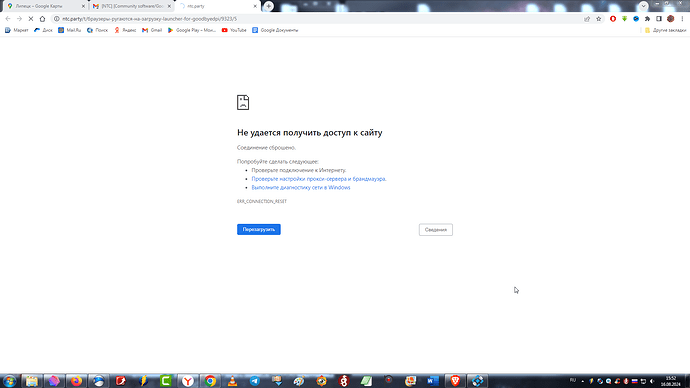 Липецк – Google Карты
[NTC] [Community software/Go
ntc.party
ntc.party/t/браузеры-ругаются-на-загрузку-launcher-for-goodbyedpi/9323/5
Маркет
Диск
Mail.Ru
Поиск
Яндекс
Gmail
Google Play – Мои...
YouTube
Google Документы
Другие закладки
Не удается получить доступ к сайту
Соединение сброшено.
Попробуйте сделать следующее:
Проверьте подключение к Интернету.
Проверьте настройки прокси-сервера и брандмауэра.
Выполните диагностику сети в Windows
ERR_CONNECTION_RESET
Перезагрузить
Сведения
RU
15:52
16.08.2024